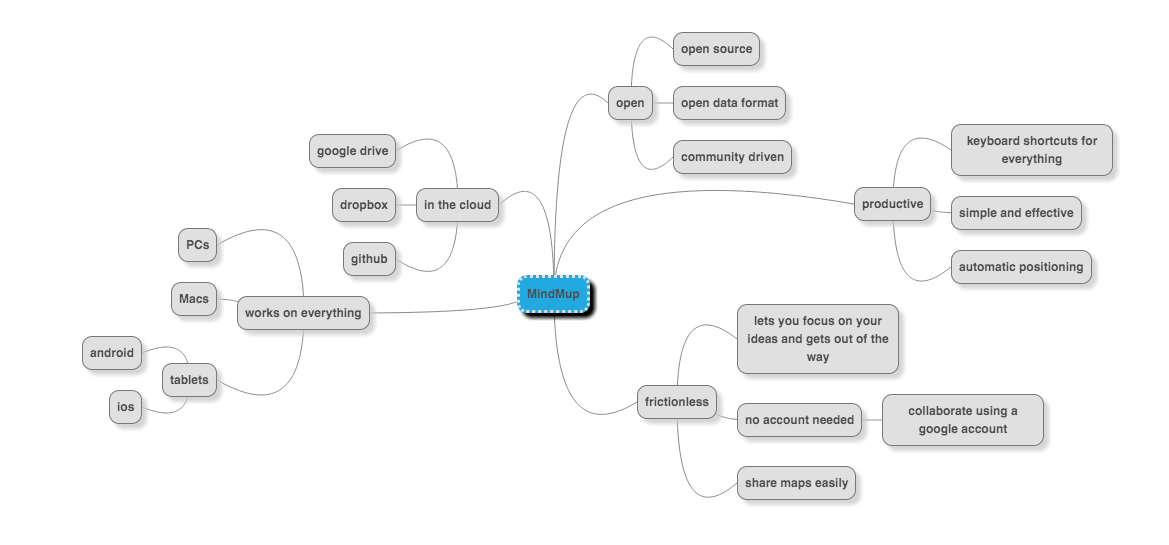 open source
open
open data format
community driven
google drive
dropbox
in the cloud
github
productive
keyboard shortcuts for
everything
simple and effective
automatic positioning
PCs
Macs
works on everything
android
tablets
ios
MindMup
lets you focus on your
ideas and gets out of the
way
frictionless
no account needed
collaborate using a
google account
share maps easily